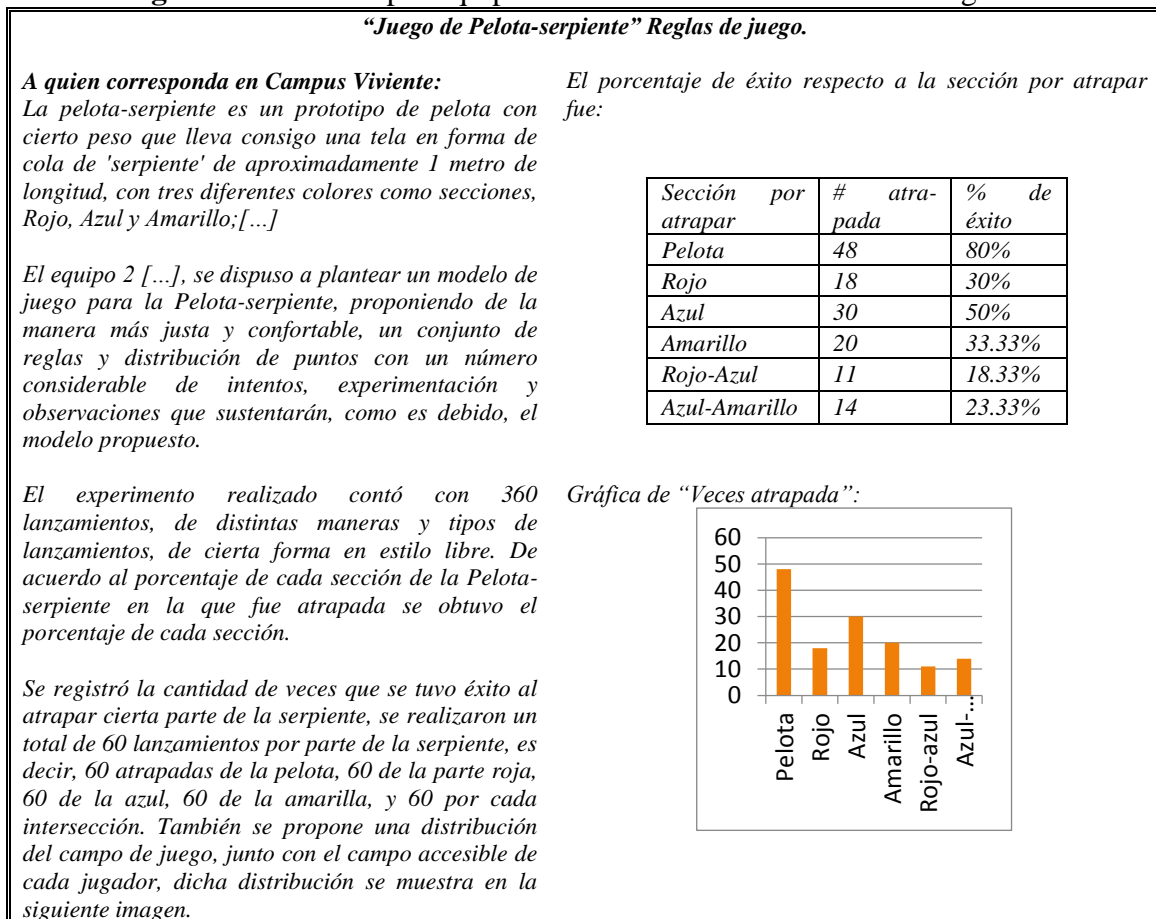 “Juego de Pelota-serpiente” Reglas de juego.
A quien corresponda en Campus Viviente:
La pelota-serpiente es un prototipo de pelota con
cierto peso que lleva consigo una tela en forma de
cola de 'serpiente' de aproximadamente 1 metro de
longitud, con tres diferentes colores como secciones,
Rojo, Azul y Amarillo;[…]
El equipo 2 […], se dispuso a plantear un modelo de
juego para la Pelota-serpiente, proponiendo de la
manera más justa y confortable, un conjunto de
reglas y distribución de puntos con un número
considerable de intentos, experimentación y
observaciones que sustentarán, como es debido, el
modelo propuesto.
El experimento realizado contó con 360
lanzamientos, de distintas maneras y tipos de
lanzamientos, de cierta forma en estilo libre. De
acuerdo al porcentaje de cada sección de la Pelota-
serpiente en la que fue atrapada se obtuvo el
porcentaje de cada sección.
Se registró la cantidad de veces que se tuvo éxito al
atrapar cierta parte de la serpiente, se realizaron un
total de 60 lanzamientos por parte de la serpiente, es
decir, 60 atrapadas de la pelota, 60 de la parte roja,
60 de la azul, 60 de la amarilla, y 60 por cada
intersección. También se propone una distribución
del campo de juego, junto con el campo accesible de
cada jugador, dicha distribución se muestra en la
siguiente imagen.
El porcentaje de éxito respecto a la sección por atrapar
fue:
Sección por # atra- % de
atrapar pada éxito
Pelota 48 80%
Rojo 18 30%
Azul 30 50%
Amarillo 20 33.33%
Rojo-Azul 11 18.33%
Azul-Amarillo 14 23.33%
Gráfica de “Veces atrapada”:
60
50
40
30
20
10
0
Pelota
Rojo
Azul
Amarillo
Rojo-azul
Azul-…